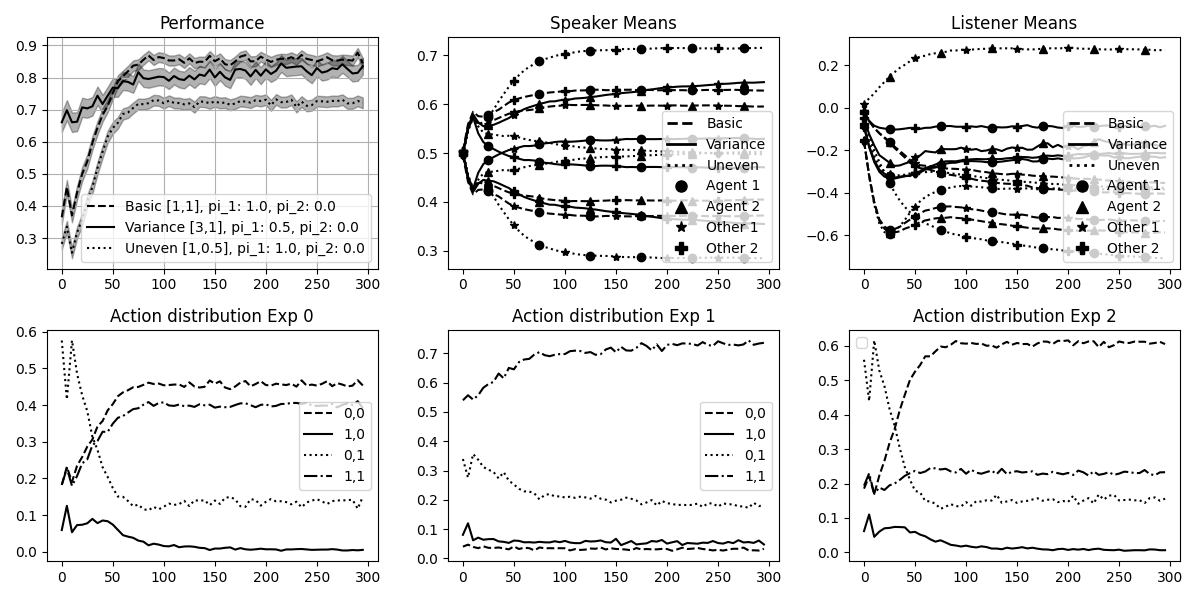 Performance
0.9
0.8
0.7
0.6
0.5
0.4
0.3
0 50 100 150 200 250 300
Basic [1,1], pi_1: 1.0, pi_2: 0.0
Variance [3,1], pi_1: 0.5, pi_2: 0.0
Uneven [1,0.5], pi_1: 1.0, pi_2: 0.0
Speaker Means
0.7
0.6
0.5
0.4
0.3
0 50 100 150 200 250 300
Basic
Variance
Uneven
Agent 1
Agent 2
Other 1
Other 2
Listener Means
0.2
0.0
−0.2
−0.4
−0.6
0 50 100 150 200 250 300
Basic
Variance
Uneven
Agent 1
Agent 2
Other 1
Other 2
Action distribution Exp 0
0.6
0.5
0.4
0.3
0.2
0.1
0.0
0 50 100 150 200 250 300
0,0
1,0
0,1
1,1
Action distribution Exp 1
0.7
0.6
0.5
0.4
0.3
0.2
0.1
0.0
0 50 100 150 200 250 300
0,0
1,0
0,1
1,1
Action distribution Exp 2
0.6
0.5
0.4
0.3
0.2
0.1
0.0
0 50 100 150 200 250 300